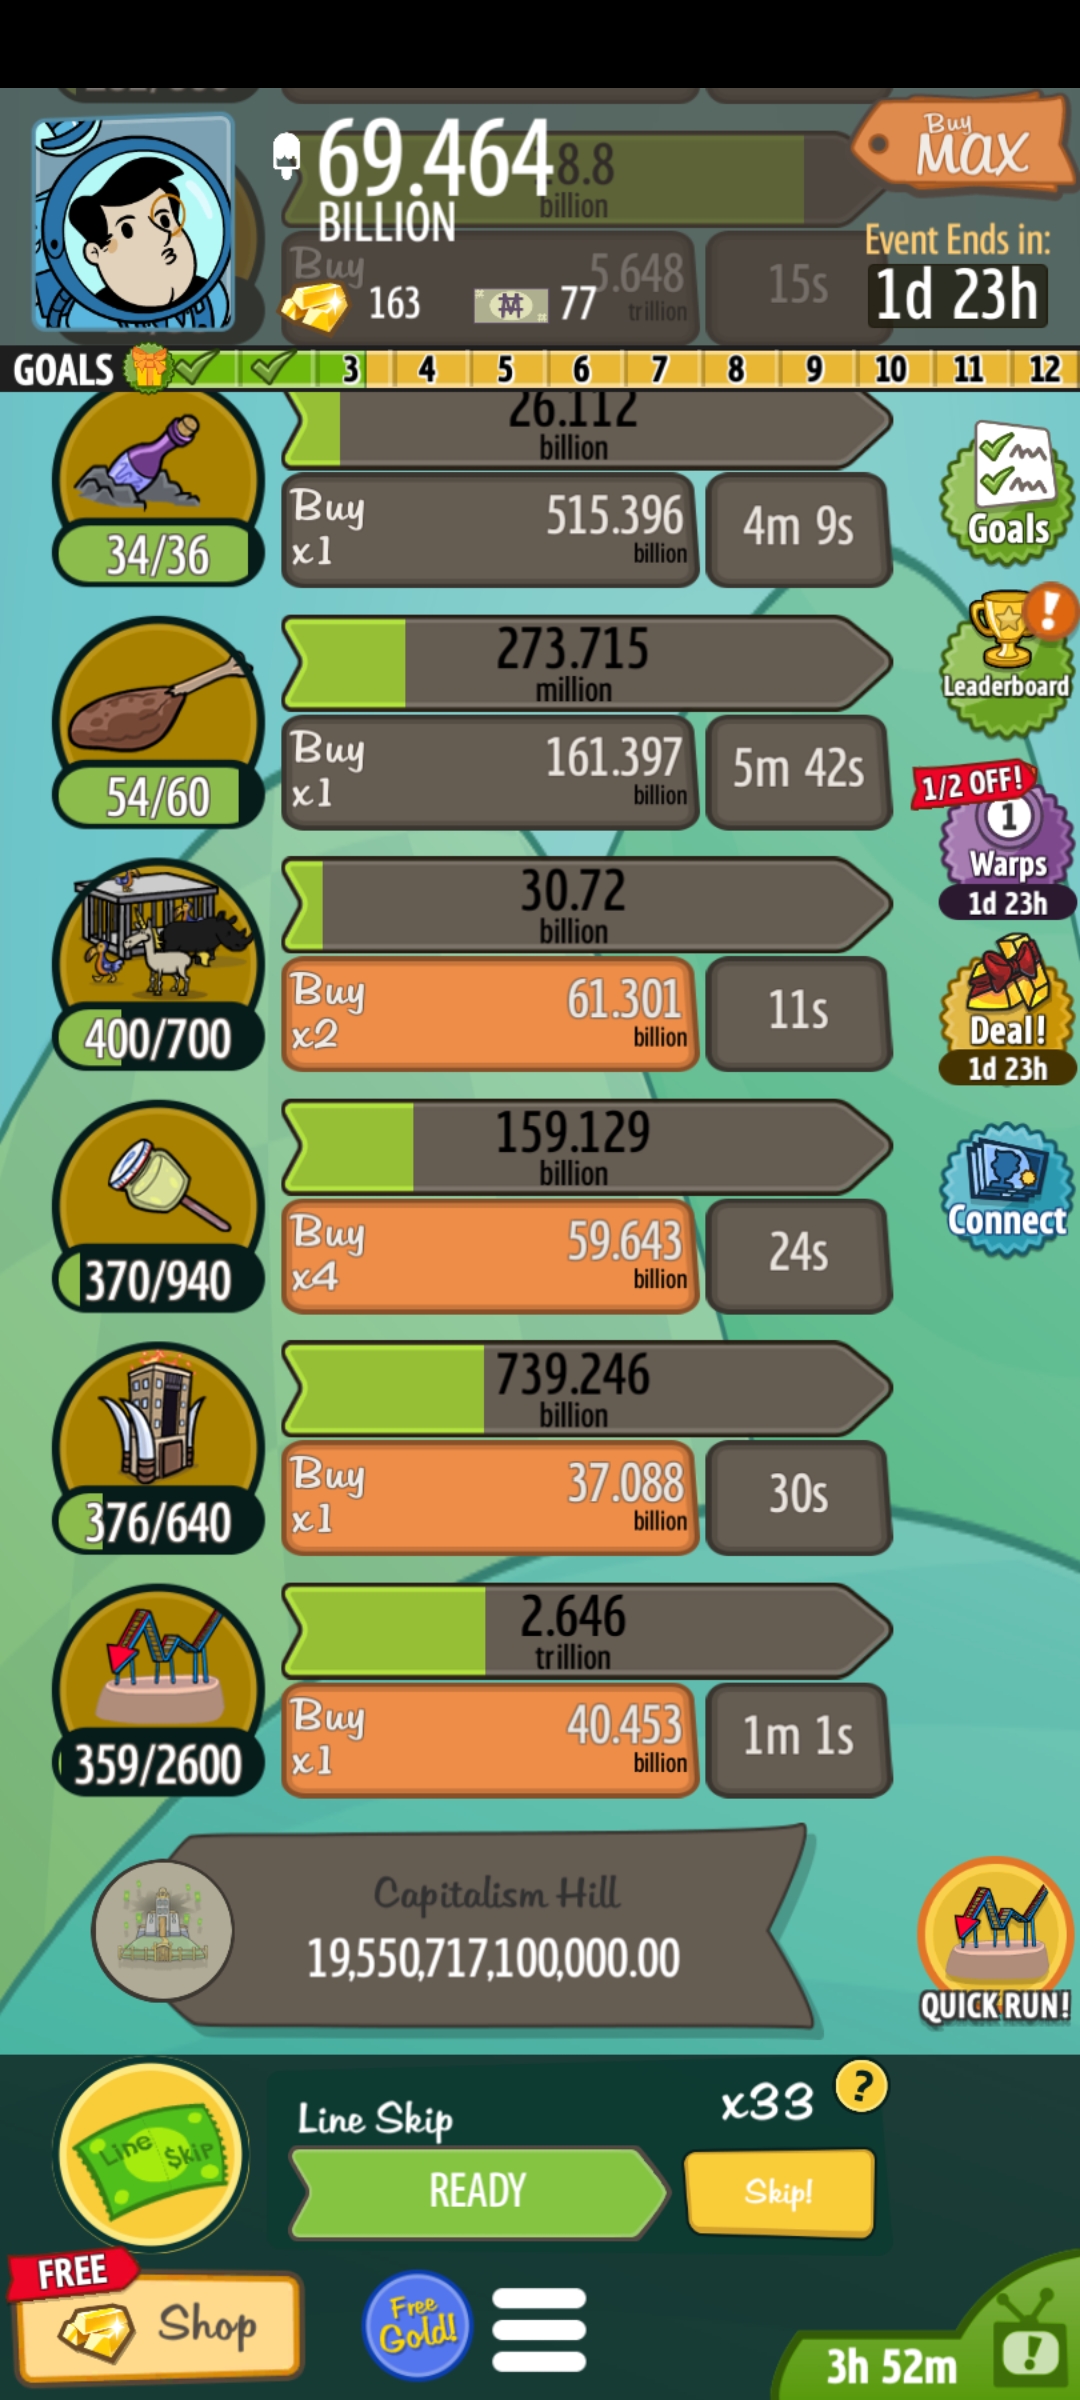 69.464
BILLION
8.8
billion
Buy
MAX
Event Ends in:
1d 23h
Buy
5.648
trillion
15s
163
77
GOALS
3
4
5
6
7
8
9
10
11
12
26.112
billion
Buy
x1
515.396
billion
4m 9s
34/36
Goals
Leaderboard
273.715
million
Buy
x1
161.397
billion
5m 42s
54/60
1/2 OFF!
1
Warps
1d 23h
30.72
billion
Buy
x2
61.301
billion
11s
400/700
Deal!
1d 23h
159.129
billion
Buy
x4
59.643
billion
24s
370/940
Connect
739.246
billion
Buy
x1
37.088
billion
30s
376/640
2.646
trillion
Buy
x1
40.453
billion
1m 1s
359/2600
Capitalism Hill
19,550,717,100,000.00
QUICK RUN!
Line $kip
Line Skip
x33
?
READY
Skip!
FREE
Shop
Free
Gold!
3h 52m